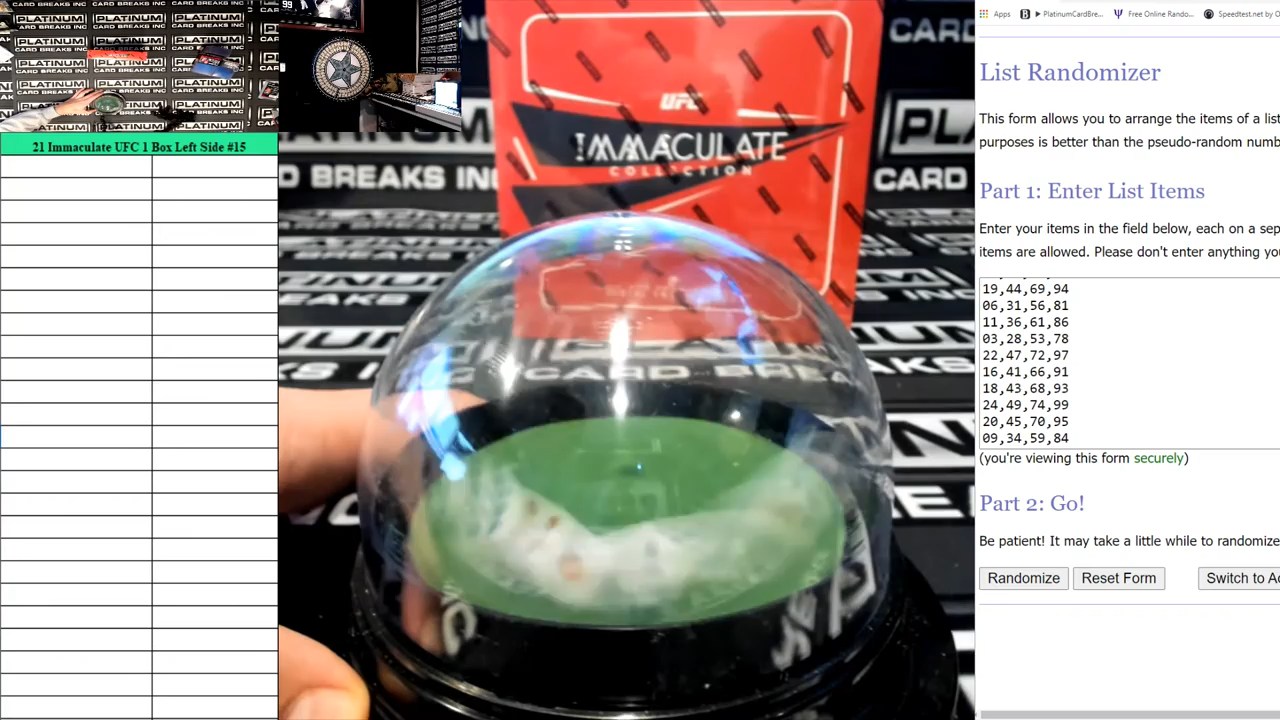 21 Immaculate UFC 1 Box Left Side #15
99
PLATINUM
CARD BREAKS INC
UFC
IMMACULATE
COLLECTION
Apps
PlatinumCardBre...
Free Online Rando...
Speedtest.net by O
List Randomizer
This form allows you to arrange the items of a list
purposes is better than the pseudo-random numb
Part 1: Enter List Items
Enter your items in the field below, each on a sep
items are allowed. Please don't enter anything you
19,44,69,94
06,31,56,81
11,36,61,86
03,28,53,78
22,47,72,97
16,41,66,91
18,43,68,93
24,49,74,99
20,45,70,95
09,34,59,84
(you're viewing this form securely)
Part 2: Go!
Be patient! It may take a little while to randomize
Randomize
Reset Form
Switch to Ad